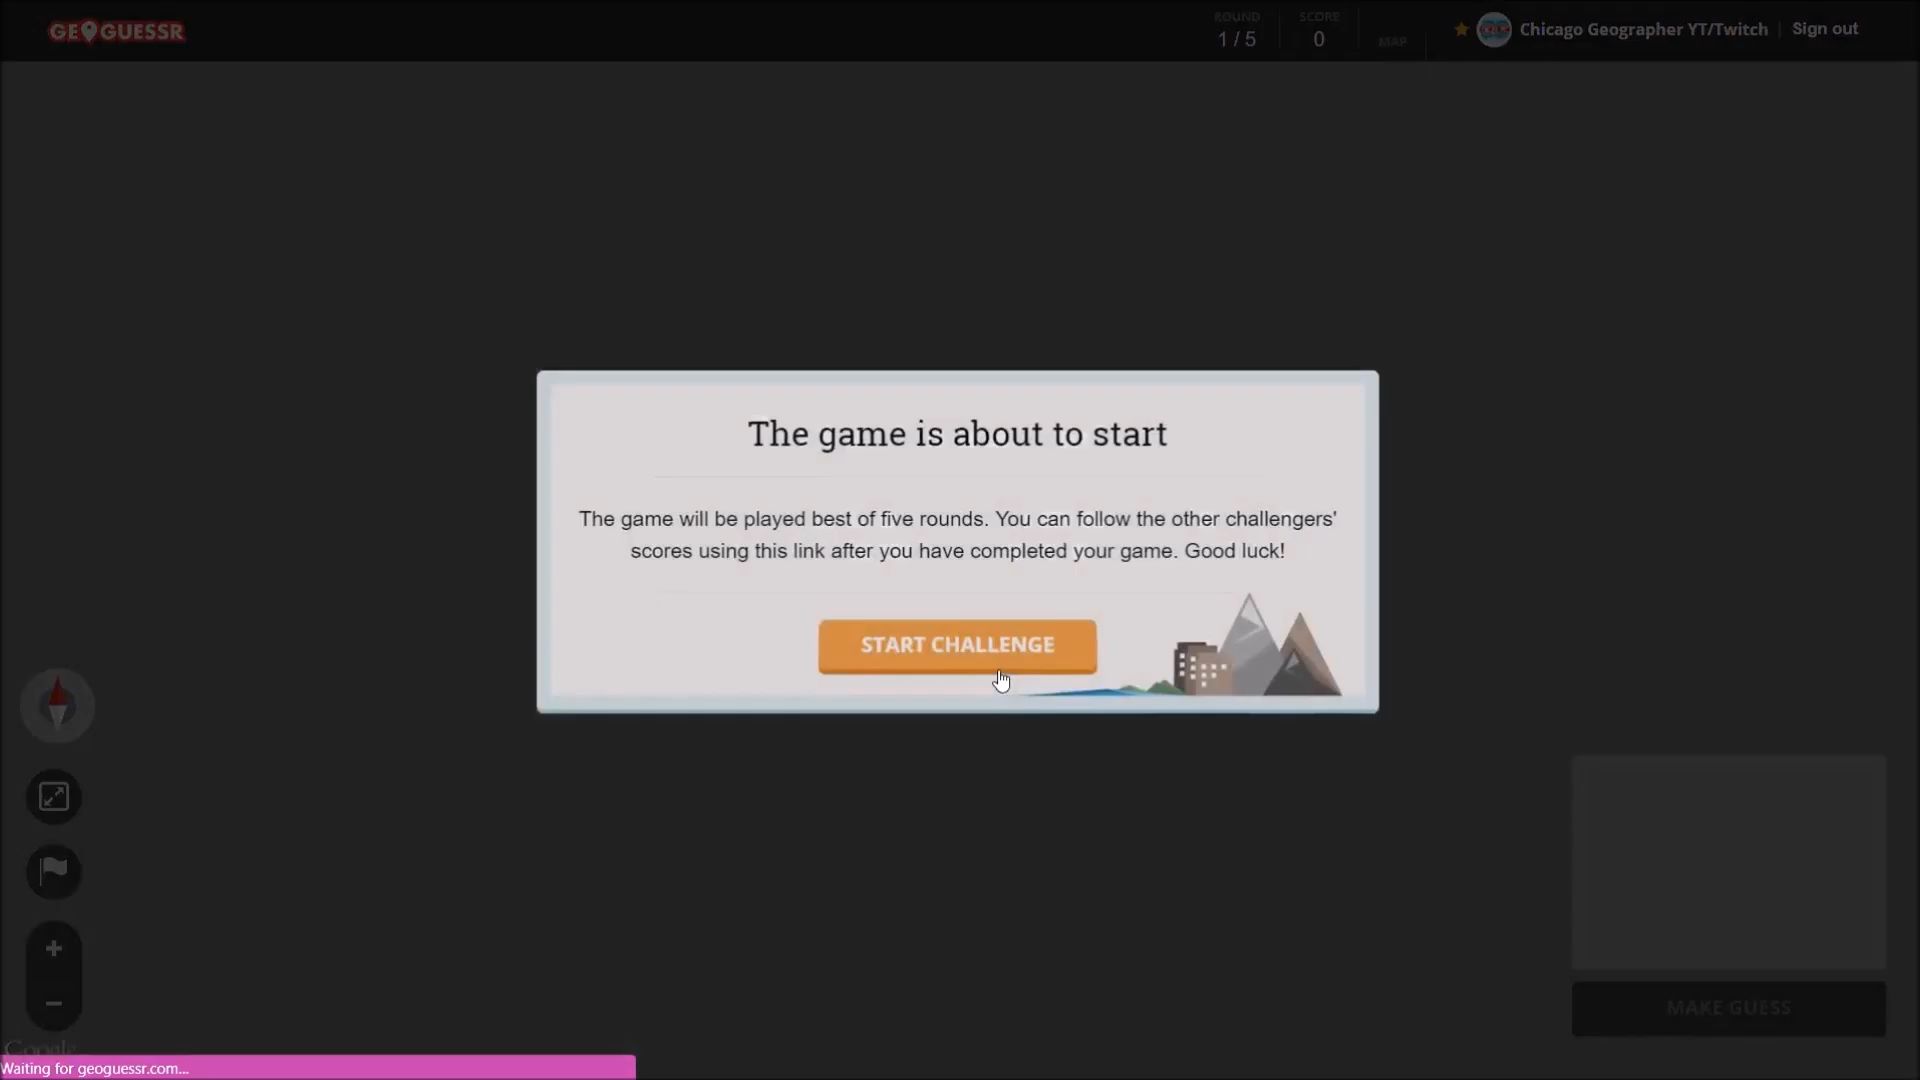 GEOGUESSR
ROUND
1 / 5
SCORE
0
MAP
Chicago Geographer YT/Twitch | Sign out
The game is about to start
The game will be played best of five rounds. You can follow the other challengers'
scores using this link after you have completed your game. Good luck!
START CHALLENGE
MAKE GUESS
Google
Waiting for geoguessr.com...